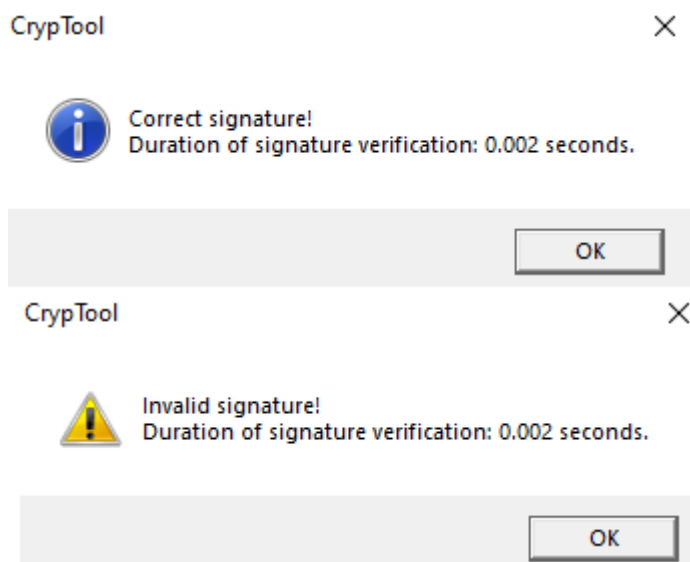 CrypTool
Correct signature!
Duration of signature verification: 0.002 seconds.
OK
CrypTool
Invalid signature!
Duration of signature verification: 0.002 seconds.
OK